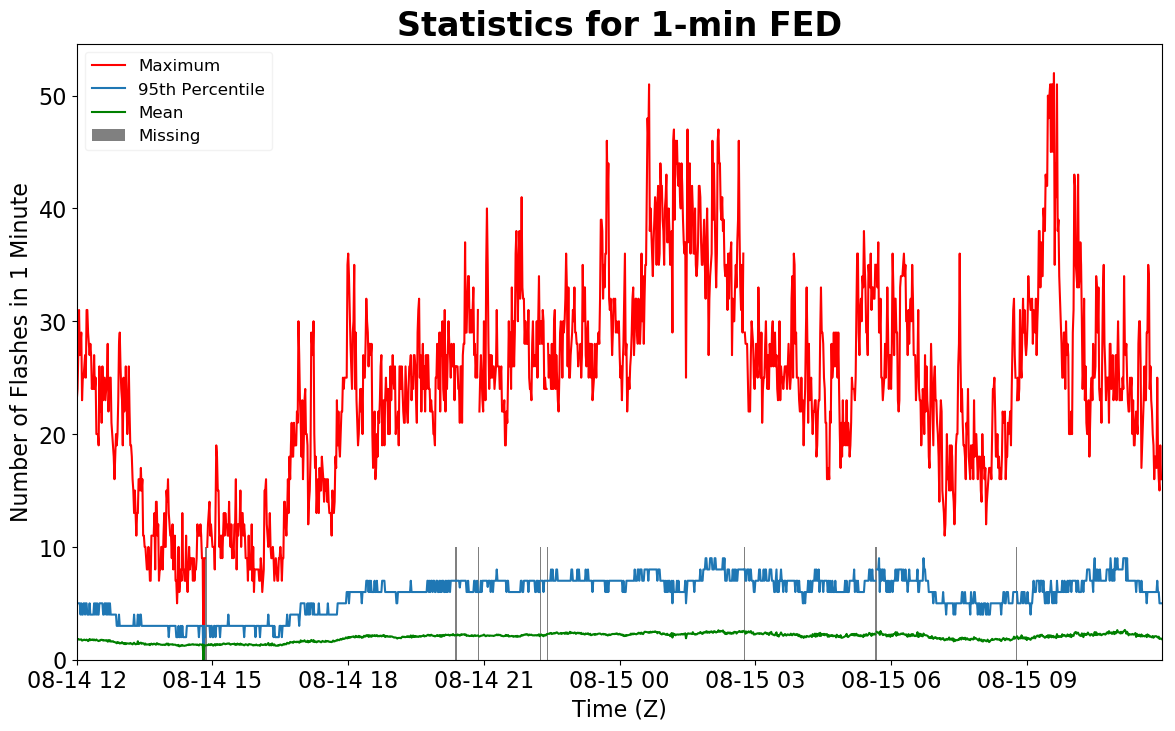 Statistics for 1-min FED
Maximum
95th Percentile
Mean
Missing
Number of Flashes in 1 Minute
50
40
30
20
10
0
08-14 12 08-14 15 08-14 18 08-14 21 08-15 00 08-15 03 08-15 06 08-15 09
Time (Z)